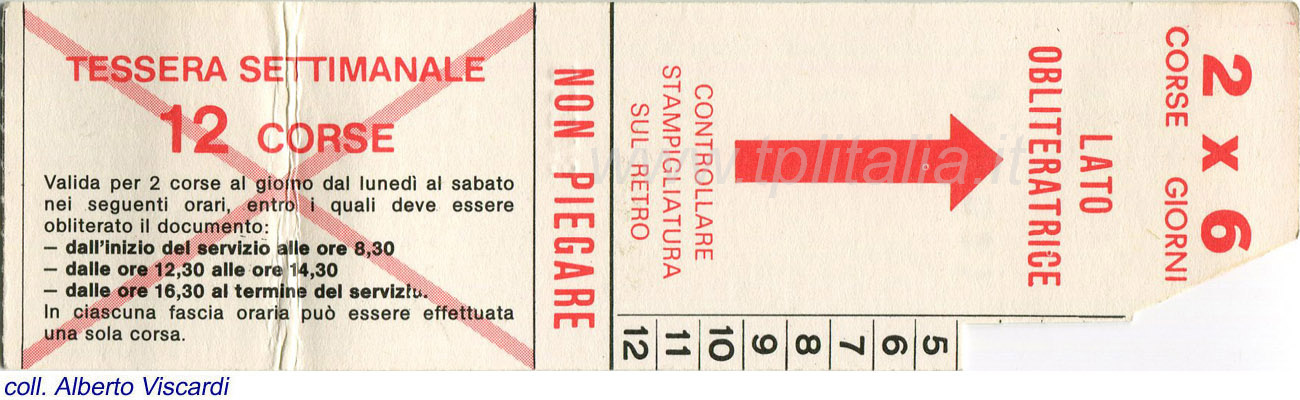 TESSERA SETTIMANALE
12 CORSE
Valida per 2 corse al giorno dal lunedì al sabato
nei seguenti orari, entro i quali deve essere
obliterato il documento:
— dall'inizio del servizio alle ore 8,30
— dalle ore 12,30 alle ore 14,30
— dalle ore 16,30 al termine del servizio.
In ciascuna fascia oraria può essere effettuata
una sola corsa.
NON PIEGARE
CONTROLLARE
STAMPIGLIATURA
SUL RETRO
LATO
OBLITERATRICE
2 x 6
CORSE GIORNI
12 11 10 9 8 7 6 5
www.tplitalia.it
coll. Alberto Viscardi